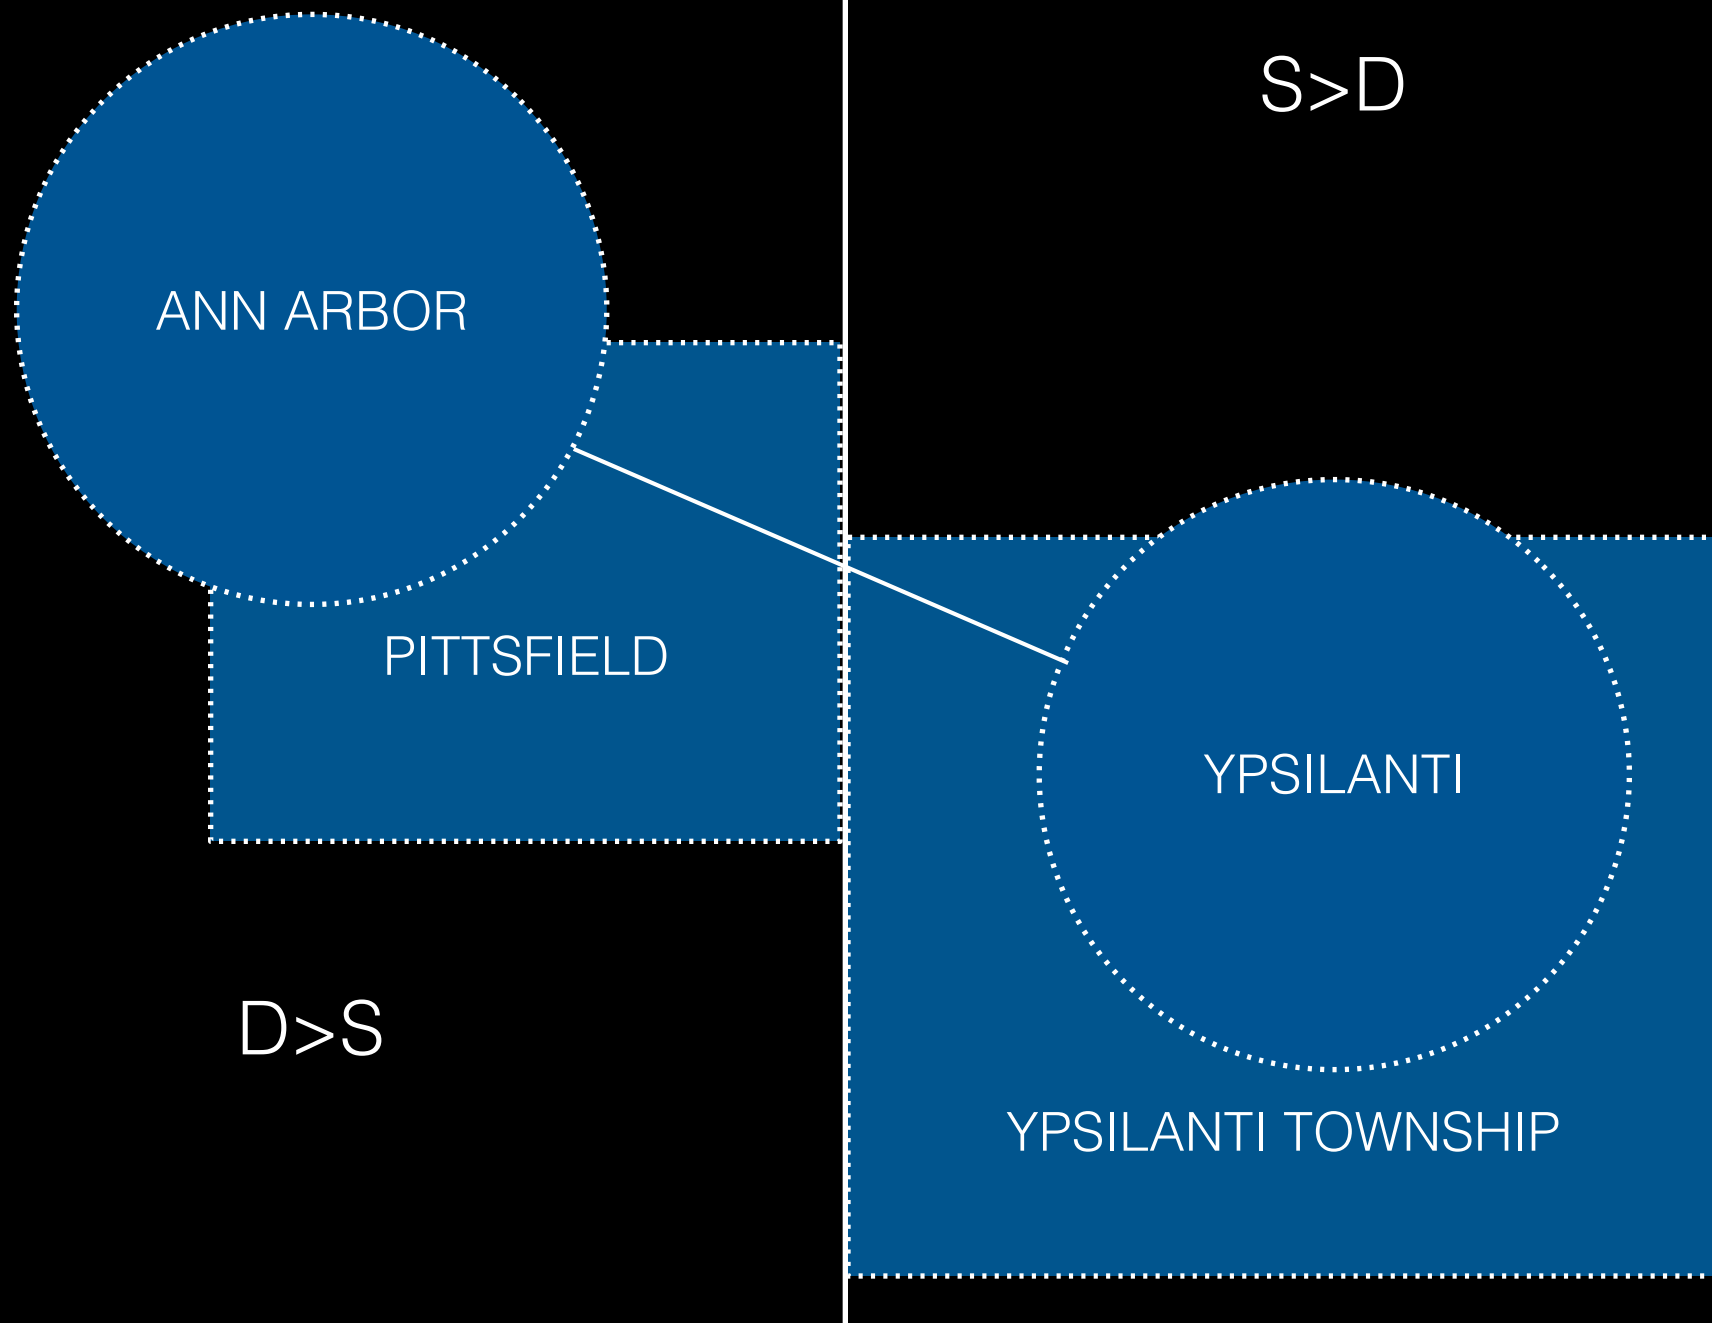 S>D
ANN ARBOR
PITTSFIELD
YPSILANTI
D>S
YPSILANTI TOWNSHIP